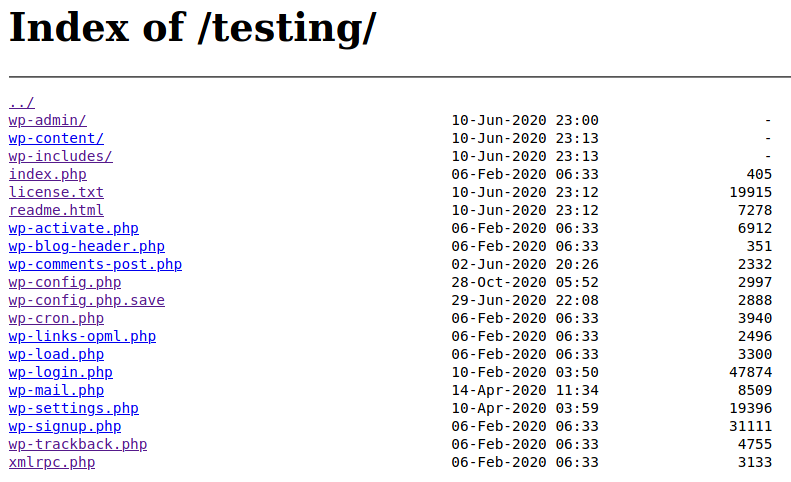 Index of /testing/
../
wp-admin/ 10-Jun-2020 23:00 -
wp-content/ 10-Jun-2020 23:13 -
wp-includes/ 10-Jun-2020 23:13 -
index.php 06-Feb-2020 06:33 405
license.txt 10-Jun-2020 23:12 19915
readme.html 10-Jun-2020 23:12 7278
wp-activate.php 06-Feb-2020 06:33 6912
wp-blog-header.php 06-Feb-2020 06:33 351
wp-comments-post.php 02-Jun-2020 20:26 2332
wp-config.php 28-Oct-2020 05:52 2997
wp-config.php.save 29-Jun-2020 22:08 2888
wp-cron.php 06-Feb-2020 06:33 3940
wp-links-opml.php 06-Feb-2020 06:33 2496
wp-load.php 06-Feb-2020 06:33 3300
wp-login.php 10-Feb-2020 03:50 47874
wp-mail.php 14-Apr-2020 11:34 8509
wp-settings.php 10-Apr-2020 03:59 19396
wp-signup.php 06-Feb-2020 06:33 31111
wp-trackback.php 06-Feb-2020 06:33 4755
xmlrpc.php 06-Feb-2020 06:33 3133